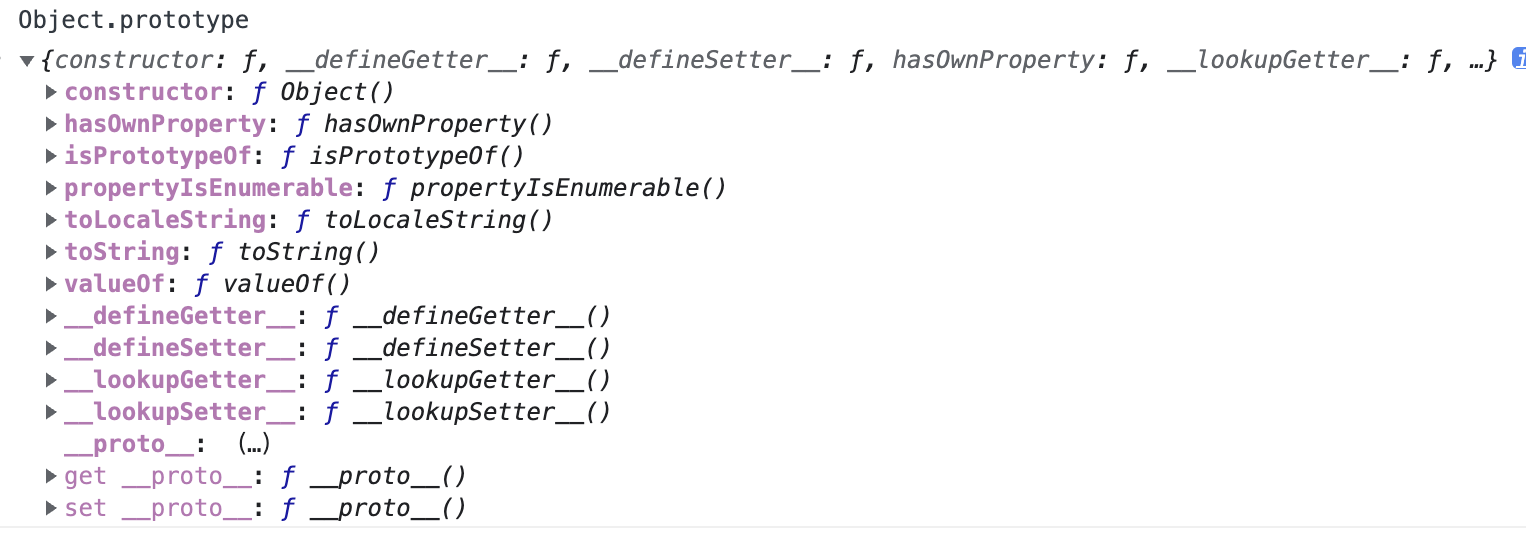 Object.prototype
▼{constructor: ƒ, __defineGetter__: ƒ, __defineSetter__: ƒ, hasOwnProperty: ƒ, __lookupGetter__: ƒ, …} i
▶constructor: ƒ Object()
▶hasOwnProperty: ƒ hasOwnProperty()
▶isPrototypeOf: ƒ isPrototypeOf()
▶propertyIsEnumerable: ƒ propertyIsEnumerable()
▶toLocaleString: ƒ toLocaleString()
▶toString: ƒ toString()
▶valueOf: ƒ valueOf()
▶__defineGetter__: ƒ __defineGetter__()
▶__defineSetter__: ƒ __defineSetter__()
▶__lookupGetter__: ƒ __lookupGetter__()
▶__lookupSetter__: ƒ __lookupSetter__()
__proto__: (…)
▶get __proto__: ƒ __proto__()
▶set __proto__: ƒ __proto__()